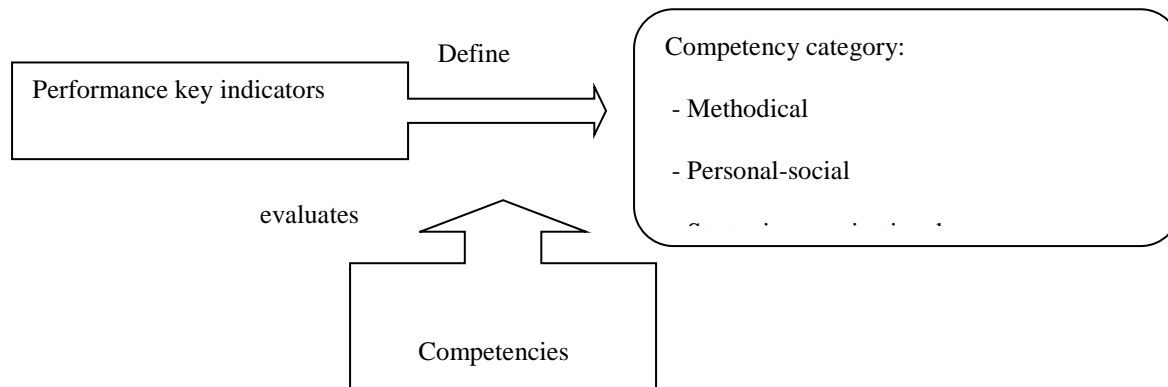 Define
Performance key indicators
Competency category:
- Methodical
- Personal-social
evaluates
Competencies